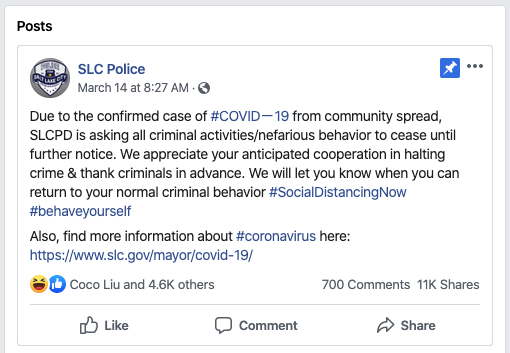 Posts
SLC Police
March 14 at 8:27 AM ·
Due to the confirmed case of #COVID—19 from community spread,
SLCPD is asking all criminal activities/nefarious behavior to cease until
further notice. We appreciate your anticipated cooperation in halting
crime & thank criminals in advance. We will let you know when you can
return to your normal criminal behavior #SocialDistancingNow
#behaveyourself
Also, find more information about #coronavirus here:
https://www.slc.gov/mayor/covid-19/
Coco Liu and 4.6K others 700 Comments 11K Shares
Like Comment Share